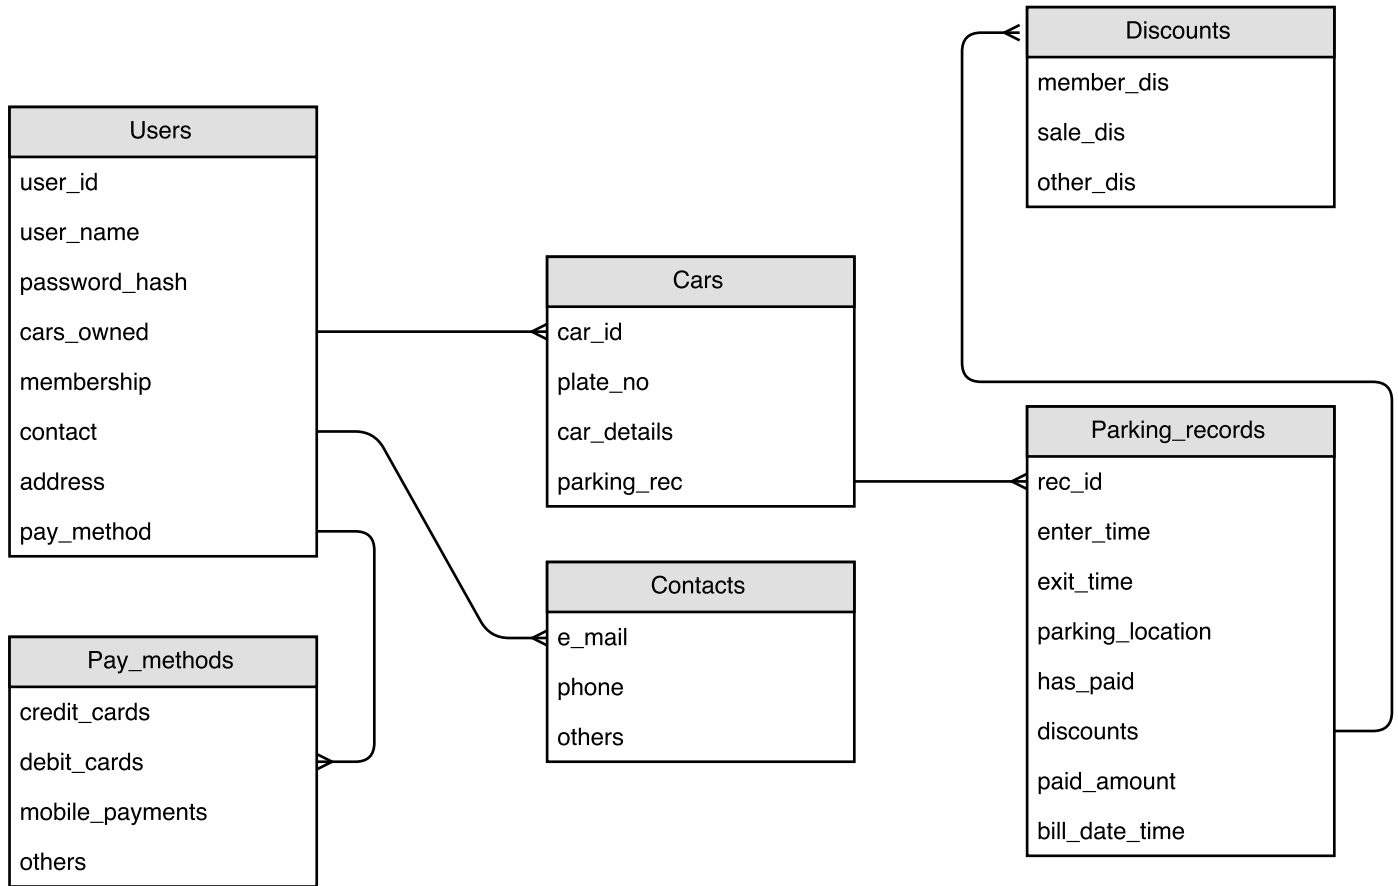 Users
user_id
user_name
password_hash
cars_owned
membership
contact
address
pay_method
Pay_methods
credit_cards
debit_cards
mobile_payments
others
Cars
car_id
plate_no
car_details
parking_rec
Contacts
e_mail
phone
others
Discounts
member_dis
sale_dis
other_dis
Parking_records
rec_id
enter_time
exit_time
parking_location
has_paid
discounts
paid_amount
bill_date_time